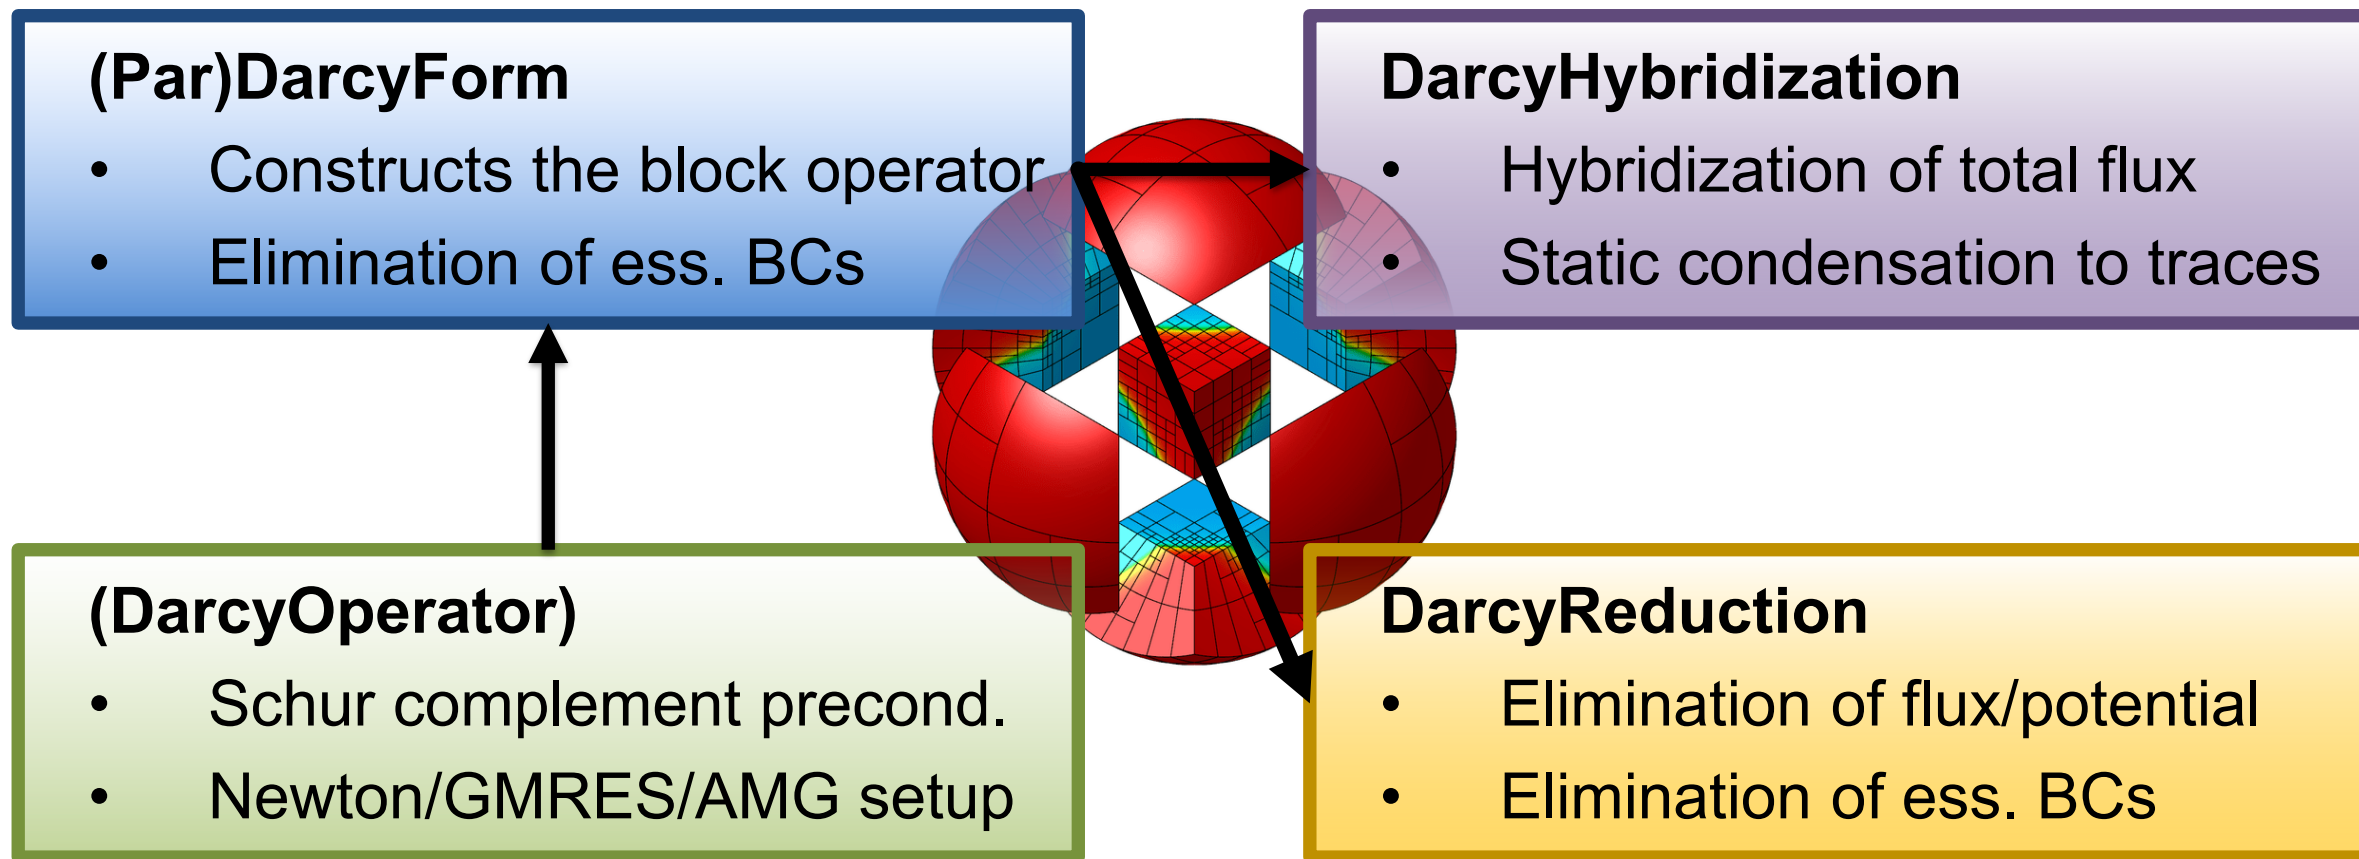 (Par)DarcyForm
• Constructs the block operator
• Elimination of ess. BCs
DarcyHybridization
• Hybridization of total flux
• Static condensation to traces
(DarcyOperator)
• Schur complement precond.
• Newton/GMRES/AMG setup
DarcyReduction
• Elimination of flux/potential
• Elimination of ess. BCs